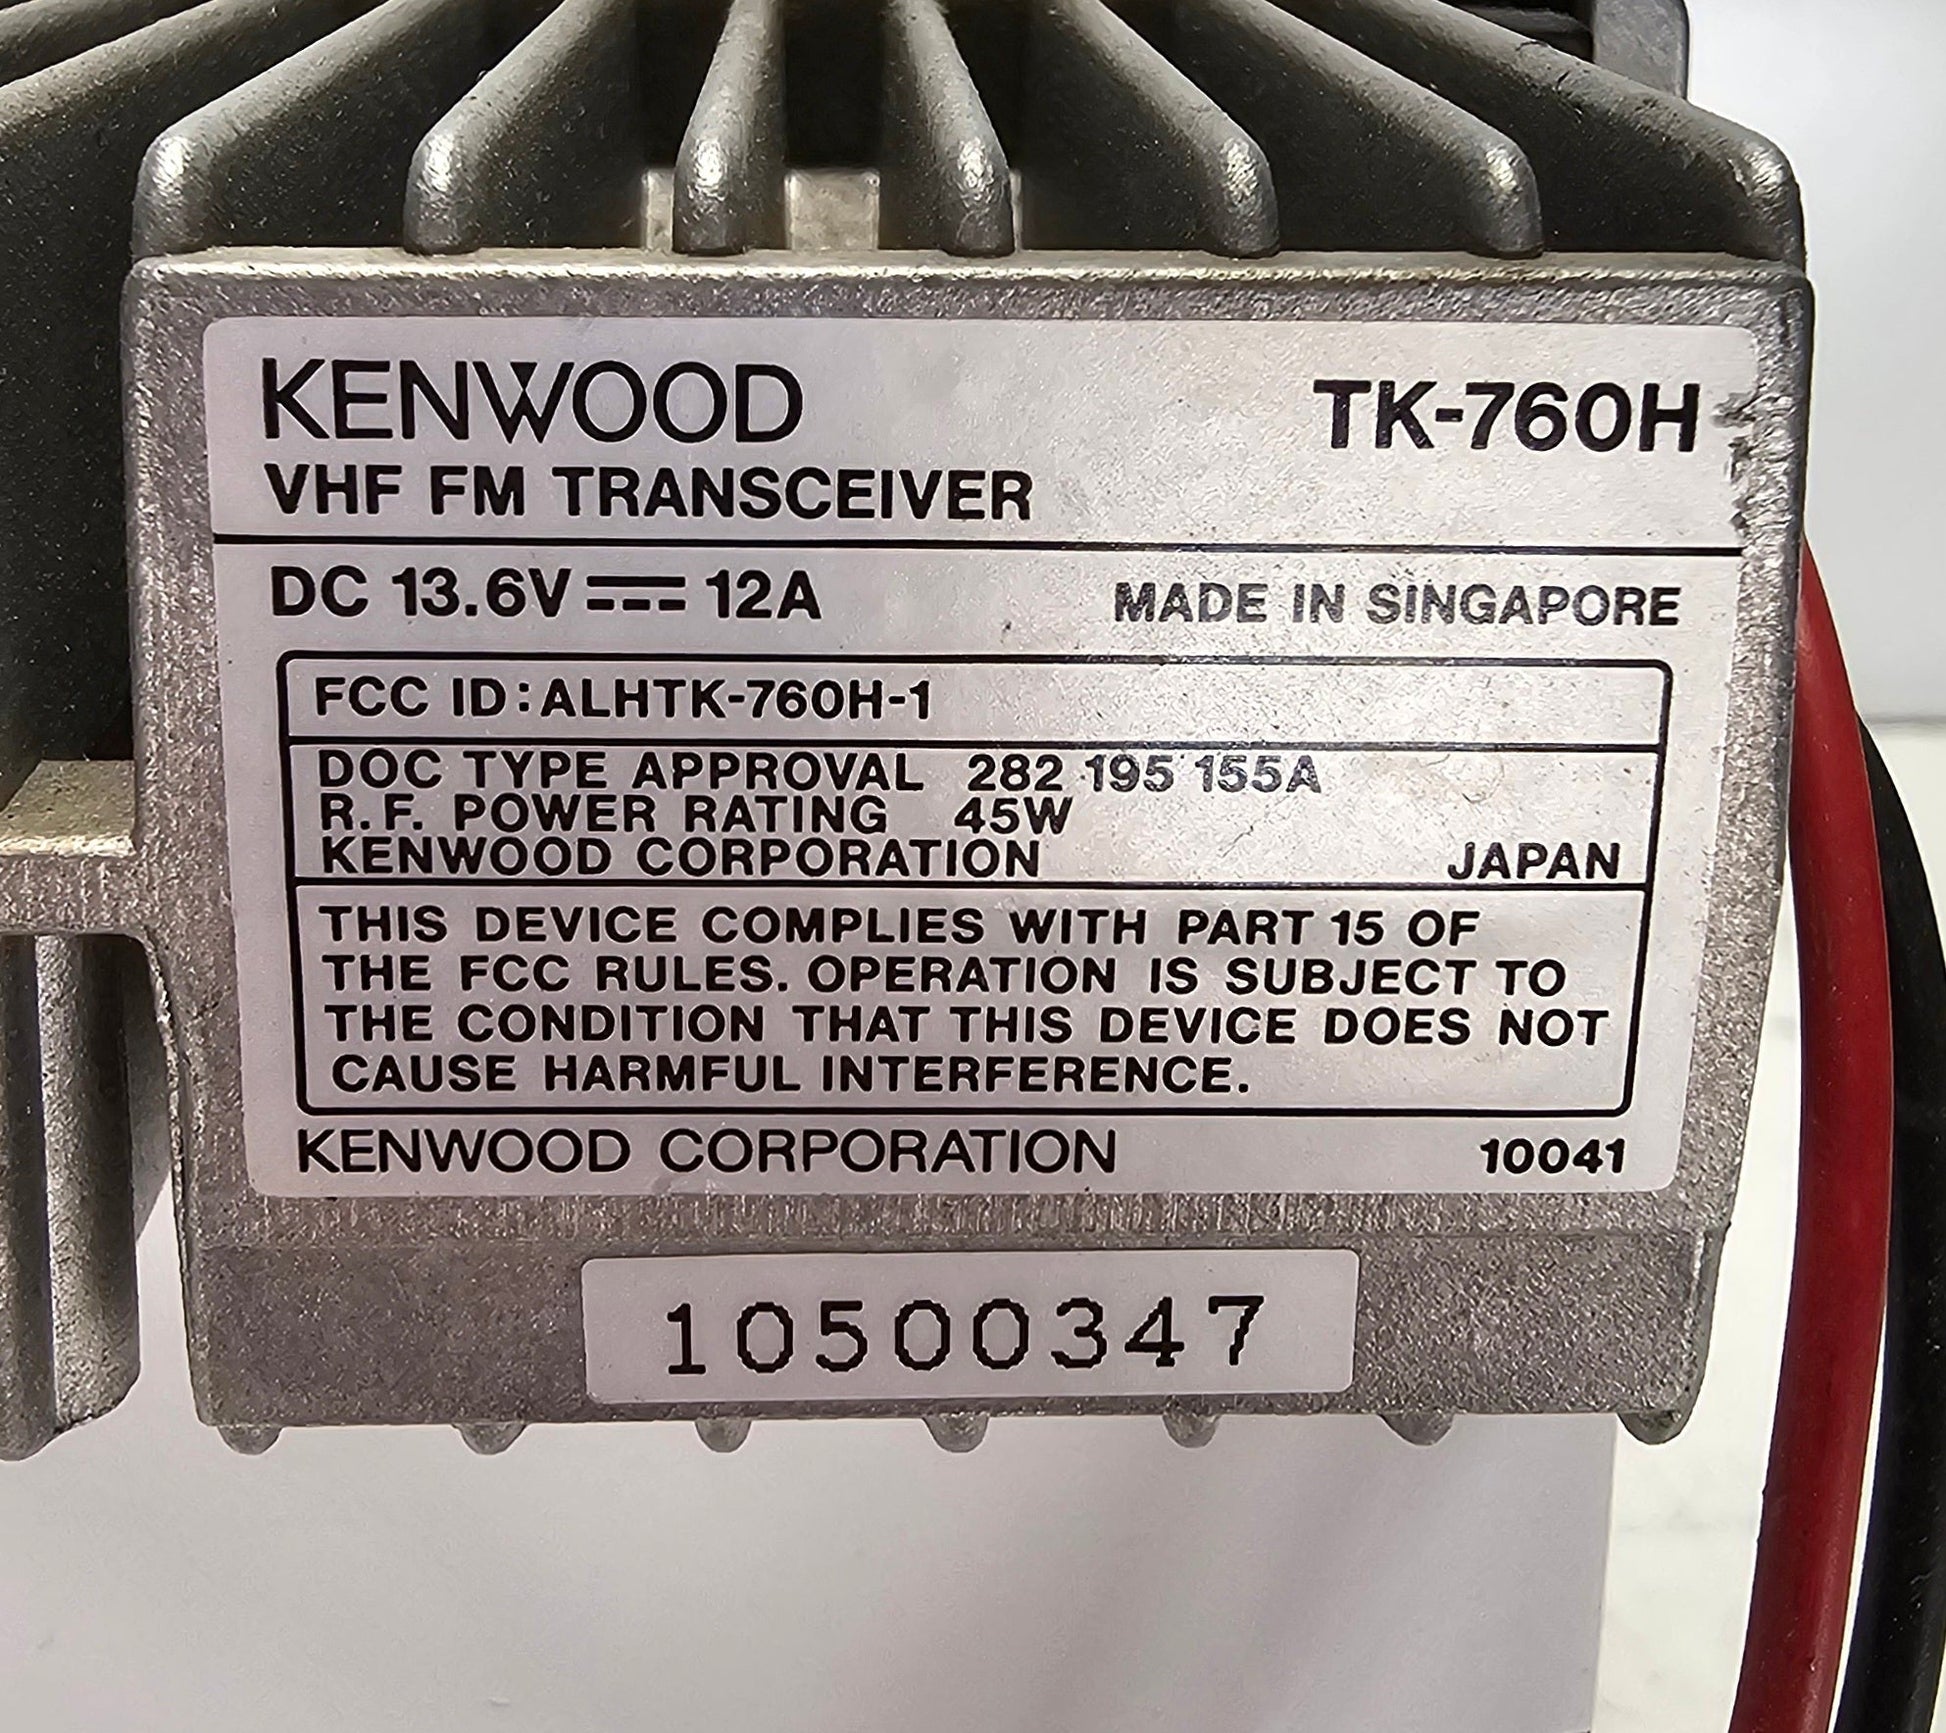 KENWOOD TK-760H
VHF FM TRANSCEIVER
DC 13.6V ⎓ 12A MADE IN SINGAPORE
FCC ID:ALHTK-760H-1
DOC TYPE APPROVAL 282 195 155A
R.F. POWER RATING 45W
KENWOOD CORPORATION JAPAN
THIS DEVICE COMPLIES WITH PART 15 OF
THE FCC RULES. OPERATION IS SUBJECT TO
THE CONDITION THAT THIS DEVICE DOES NOT
CAUSE HARMFUL INTERFERENCE.
KENWOOD CORPORATION 10041
10500347